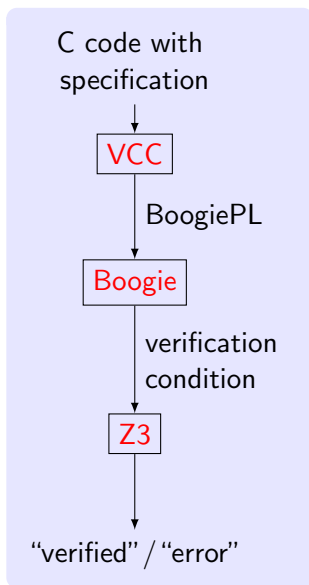 C code with
specification
VCC
BoogiePL
Boogie
verification
condition
Z3
“verified” / “error”